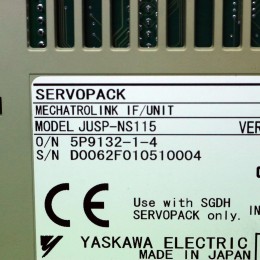 SERVOPACK
MECHATROLINK IF/UNIT
MODEL JUSP-NS115 VER
O/N 5P9132-1-4
S/N D0062F010510004
CE
Use with SGDH
SERVOPACK only. IN
YASKAWA ELECTRIC
MADE IN JAPAN